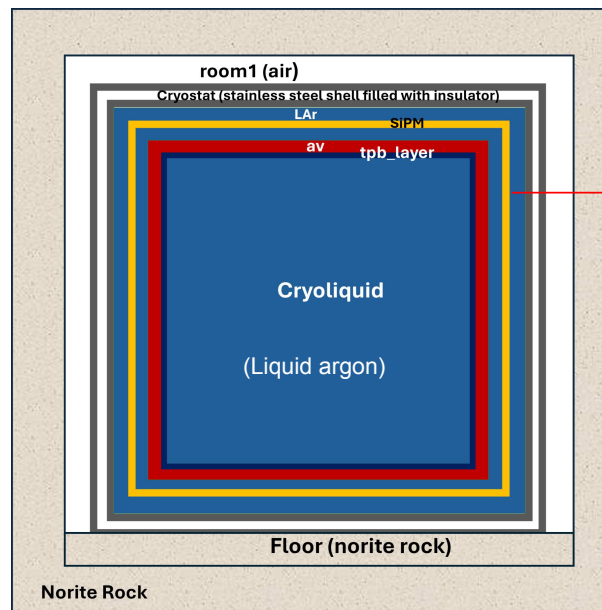 room1 (air)
Cryostat (stainless steel shell filled with insulator)
LAr
SiPM
av
tpb_layer
Cryoliquid
(Liquid argon)
Floor (norite rock)
Norite Rock